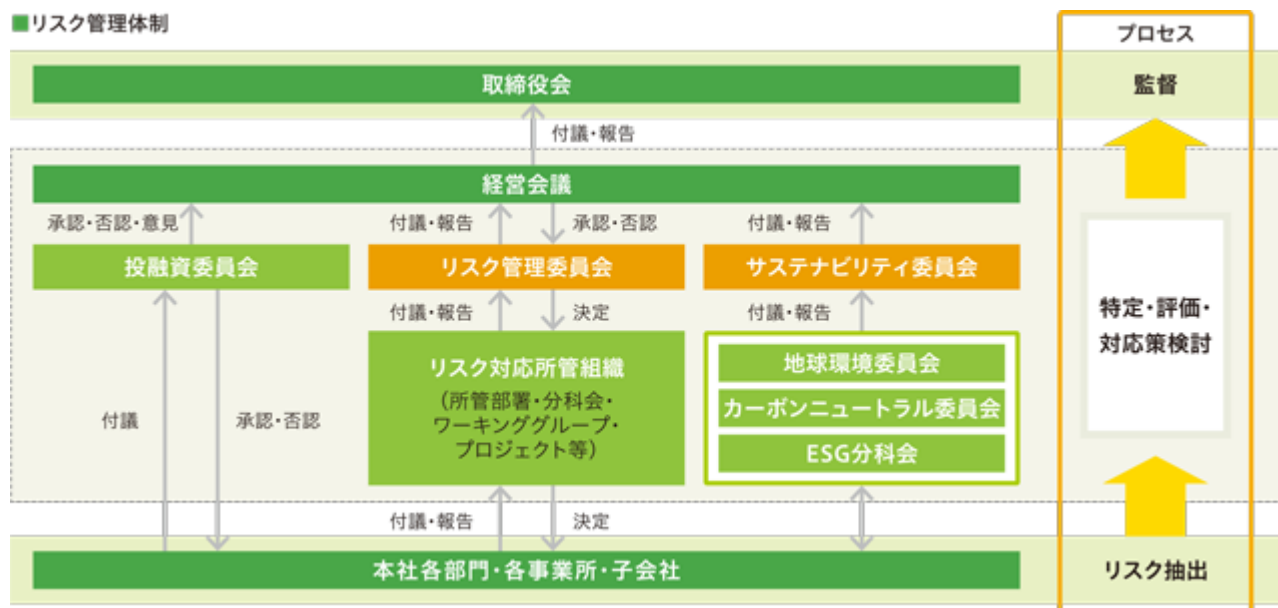 ■リスク管理体制
プロセス
取締役会
監督
付議・報告
経営会議
承認・否認・意見
付議・報告
承認・否認
付議・報告
投融資委員会
リスク管理委員会
サステナビリティ委員会
付議・報告
決定
付議・報告
特定・評価・
対応策検討
リスク対応所管組織
(所管部署・分科会・
ワーキンググループ・
プロジェクト等)
地球環境委員会
カーボンニュートラル委員会
ESG分科会
付議
承認・否認
付議・報告
決定
本社各部門・各事業所・子会社
リスク抽出